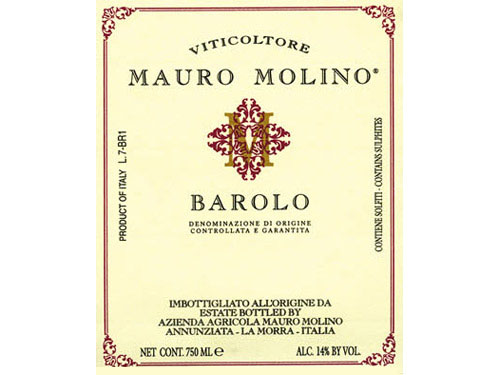 VITICOLTORE
MAURO MOLINO®
M
BAROLO
DENOMINAZIONE DI ORIGINE
CONTROLLATA E GARANTITA
PRODUCT OF ITALY L.7-BR1
CONTIENE SOLFITI - CONTAINS SULPHITES
IMBOTTIGLIATO ALL'ORIGINE DA
ESTATE BOTTLED BY
AZIENDA AGRICOLA MAURO MOLINO
ANNUNZIATA - LA MORRA - ITALIA
NET CONT. 750 ML e
ALC. 14% BY VOL.